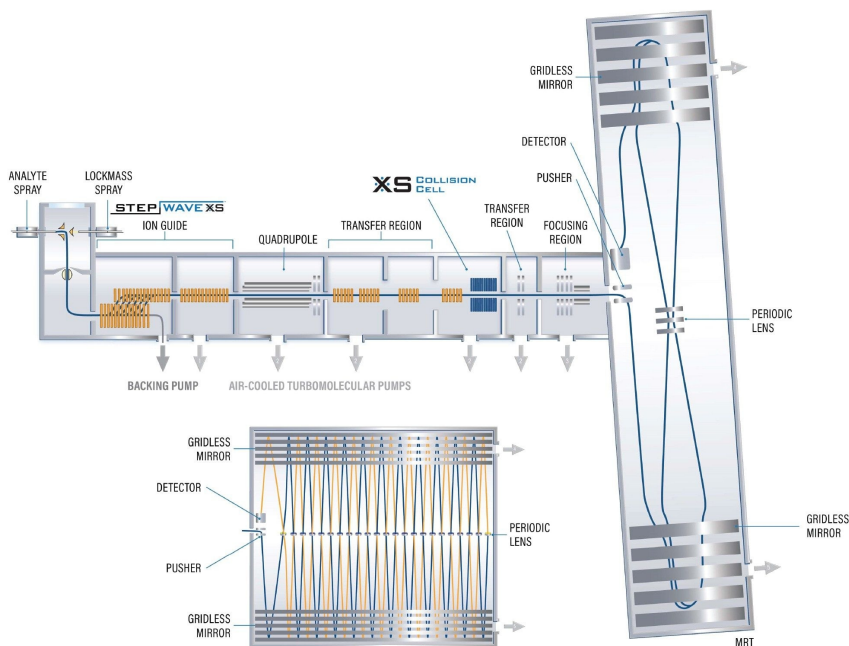 GRIDLESS
MIRROR
DETECTOR
PUSHER
ANALYTE
SPRAY
LOCKMASS
SPRAY
STEPWAVE XS
ION GUIDE
QUADRUPOLE
TRANSFER REGION
XS COLLISION
CELL
TRANSFER
REGION
FOCUSING
REGION
PERIODIC
LENS
BACKING PUMP
AIR-COOLED TURBOMOLECULAR PUMPS
GRIDLESS
MIRROR
DETECTOR
PUSHER
GRIDLESS
MIRROR
PERIODIC
LENS
GRIDLESS
MIRROR
MRT